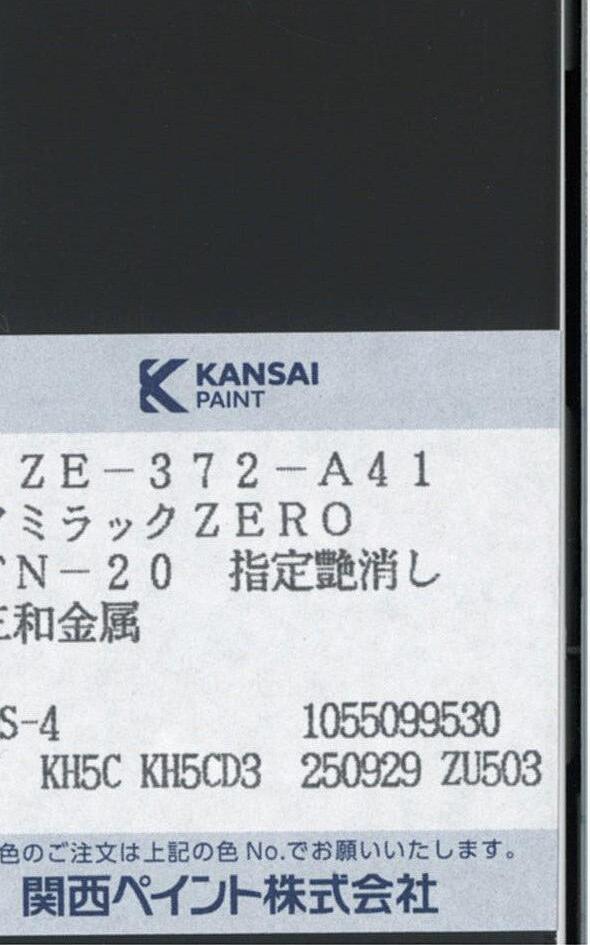 KANSAI
PAINT
ZE-372-A41
アミラックZERO
TN-20 指定艶消し
三和金属
S-4 1055099530
KH5C KH5CD3 250929 ZU503
色のご注文は上記の色No.でお願いいたします。
関西ペイント株式会社